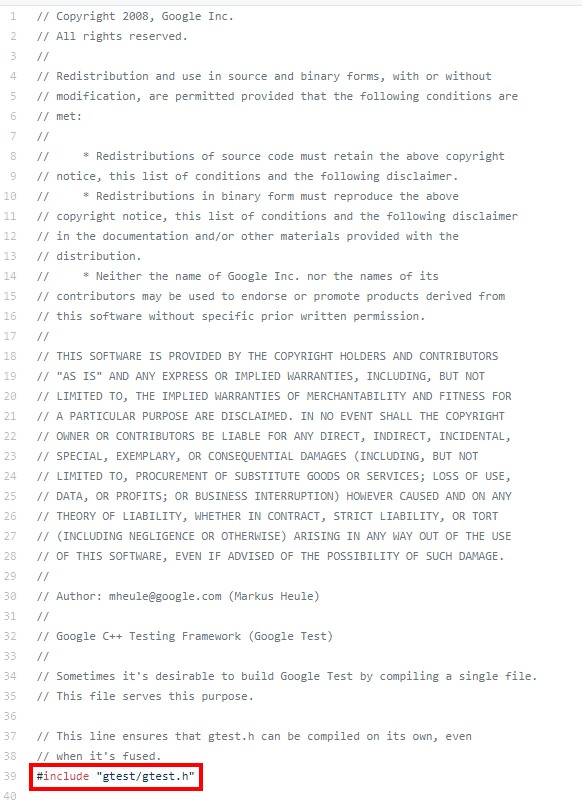 1 // Copyright 2008, Google Inc.
2 // All rights reserved.
3 //
4 // Redistribution and use in source and binary forms, with or without
5 // modification, are permitted provided that the following conditions are
6 // met:
7 //
8 //     * Redistributions of source code must retain the above copyright
9 // notice, this list of conditions and the following disclaimer.
10 //     * Redistributions in binary form must reproduce the above
11 // copyright notice, this list of conditions and the following disclaimer
12 // in the documentation and/or other materials provided with the
13 // distribution.
14 //     * Neither the name of Google Inc. nor the names of its
15 // contributors may be used to endorse or promote products derived from
16 // this software without specific prior written permission.
17 //
18 // THIS SOFTWARE IS PROVIDED BY THE COPYRIGHT HOLDERS AND CONTRIBUTORS
19 // "AS IS" AND ANY EXPRESS OR IMPLIED WARRANTIES, INCLUDING, BUT NOT
20 // LIMITED TO, THE IMPLIED WARRANTIES OF MERCHANTABILITY AND FITNESS FOR
21 // A PARTICULAR PURPOSE ARE DISCLAIMED. IN NO EVENT SHALL THE COPYRIGHT
22 // OWNER OR CONTRIBUTORS BE LIABLE FOR ANY DIRECT, INDIRECT, INCIDENTAL,
23 // SPECIAL, EXEMPLARY, OR CONSEQUENTIAL DAMAGES (INCLUDING, BUT NOT
24 // LIMITED TO, PROCUREMENT OF SUBSTITUTE GOODS OR SERVICES; LOSS OF USE,
25 // DATA, OR PROFITS; OR BUSINESS INTERRUPTION) HOWEVER CAUSED AND ON ANY
26 // THEORY OF LIABILITY, WHETHER IN CONTRACT, STRICT LIABILITY, OR TORT
27 // (INCLUDING NEGLIGENCE OR OTHERWISE) ARISING IN ANY WAY OUT OF THE USE
28 // OF THIS SOFTWARE, EVEN IF ADVISED OF THE POSSIBILITY OF SUCH DAMAGE.
29 //
30 // Author: mheule@google.com (Markus Heule)
31 //
32 // Google C++ Testing Framework (Google Test)
33 //
34 // Sometimes it's desirable to build Google Test by compiling a single file.
35 // This file serves this purpose.
36
37 // This line ensures that gtest.h can be compiled on its own, even
38 // when it's fused.
39 #include "gtest/gtest.h"
40